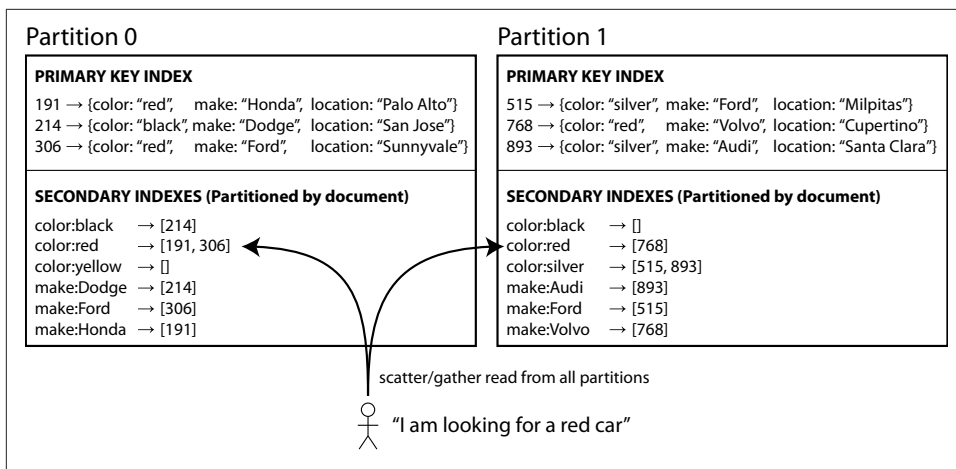 Partition 0
PRIMARY KEY INDEX
191 → {color: “red”, make: “Honda”, location: “Palo Alto”}
214 → {color: “black”, make: “Dodge”, location: “San Jose”}
306 → {color: “red”, make: “Ford”, location: “Sunnyvale”}
SECONDARY INDEXES (Partitioned by document)
color:black → [214]
color:red → [191, 306]
color:yellow → []
make:Dodge → [214]
make:Ford → [306]
make:Honda → [191]
Partition 1
PRIMARY KEY INDEX
515 → {color: “silver”, make: “Ford”, location: “Milpitas”}
768 → {color: “red”, make: “Volvo”, location: “Cupertino”}
893 → {color: “silver”, make: “Audi”, location: “Santa Clara”}
SECONDARY INDEXES (Partitioned by document)
color:black → []
color:red → [768]
color:silver → [515, 893]
make:Audi → [893]
make:Ford → [515]
make:Volvo → [768]
scatter/gather read from all partitions
“I am looking for a red car”